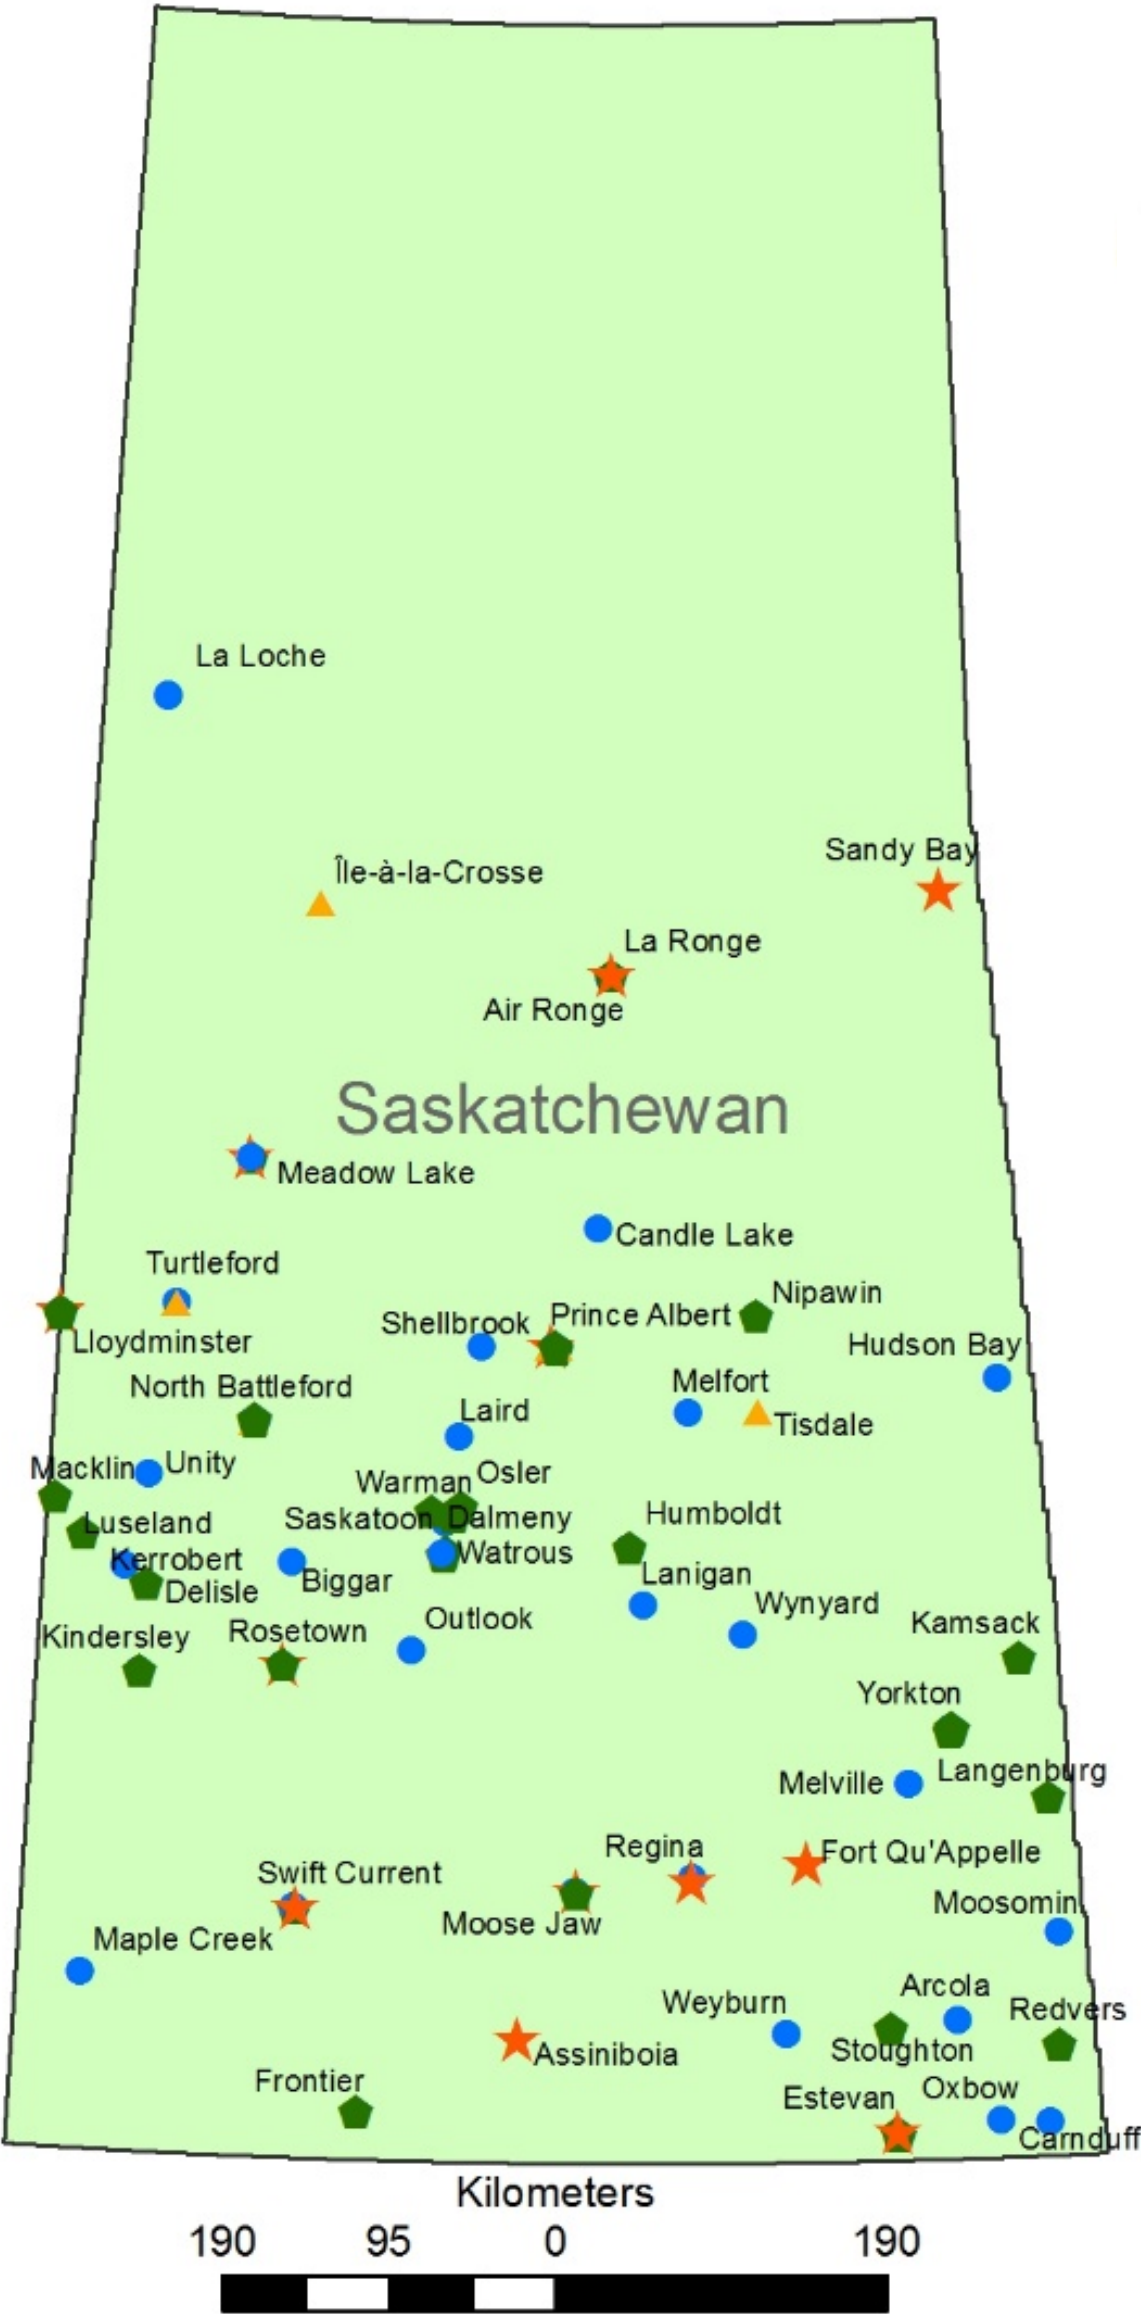 La Loche
Sandy Bay
Île-à-la-Crosse
La Ronge
Air Ronge
Saskatchewan
Meadow Lake
Candle Lake
Turtleford
Nipawin
Prince Albert
Shellbrook
Lloydminster
Hudson Bay
North Battleford
Melfort
Laird
Tisdale
Macklin
Unity
Osler
Warman
Saskatoon
Dalmeny
Humboldt
Luseland
Kerrobert
Watrous
Biggar
Lanigan
Delisle
Wynyard
Outlook
Kamsack
Kindersley
Rosetown
Yorkton
Langenburg
Melville
Regina
Fort Qu'Appelle
Swift Current
Moosomin
Moose Jaw
Maple Creek
Arcola
Weyburn
Redvers
Stoughton
Assiniboia
Frontier
Oxbow
Estevan
Carnduff
Kilometers
190 95 0 190